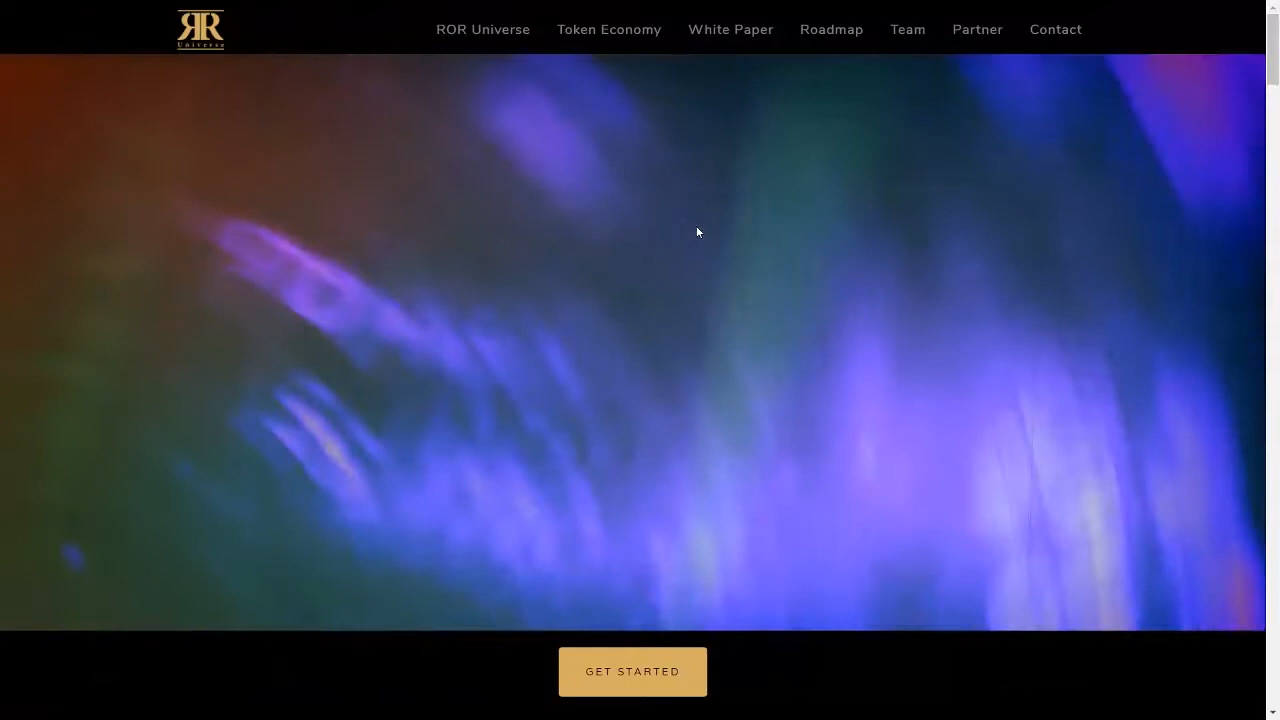 RR
Universe
ROR Universe Token Economy White Paper Roadmap Team Partner Contact
GET STARTED